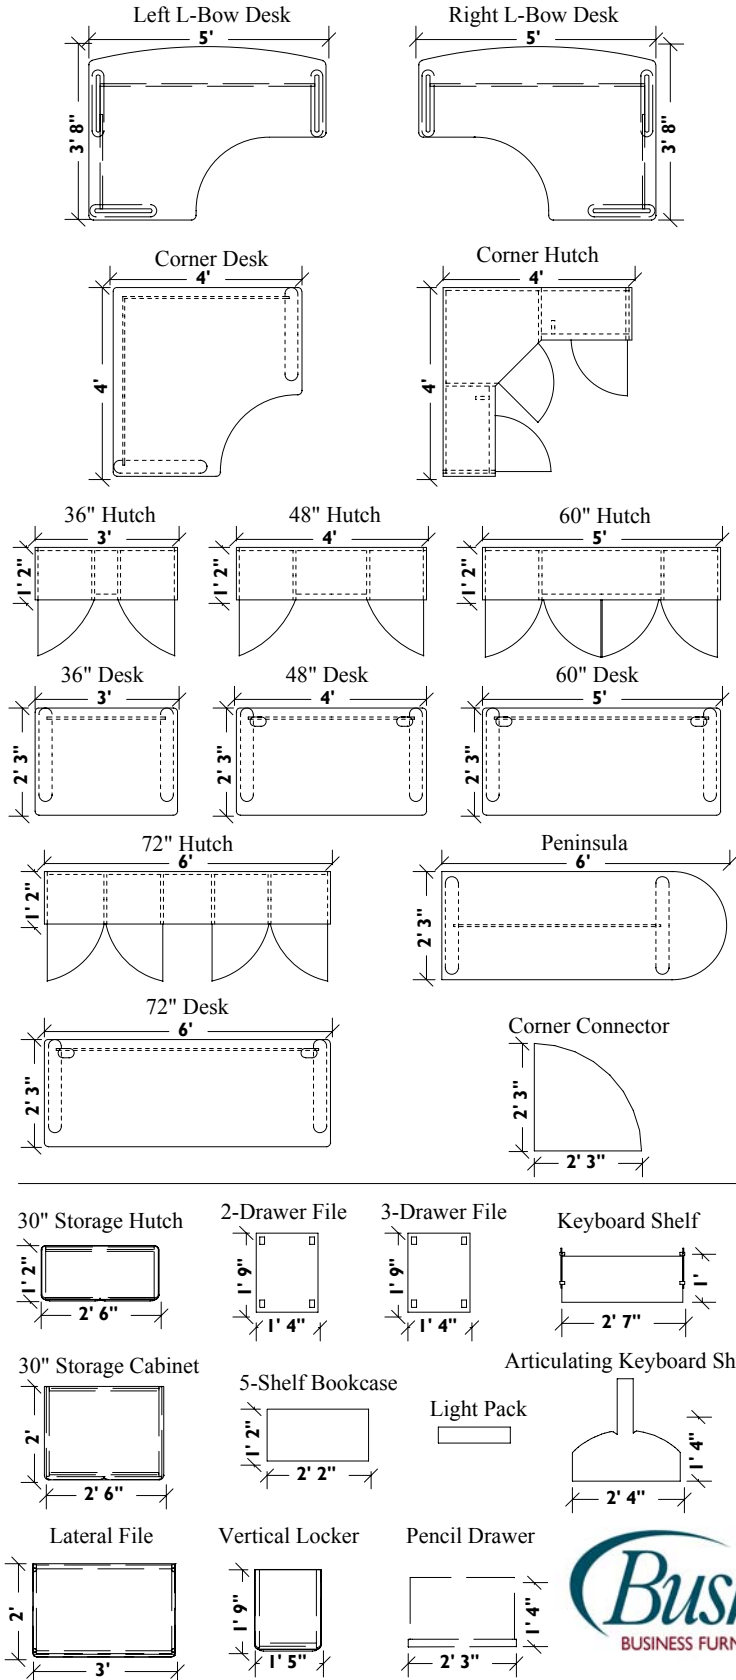 Left L-Bow Desk
5'
3' 8"
Right L-Bow Desk
5'
3' 8"
Corner Desk
4'
4'
Corner Hutch
4'
4'
36" Hutch
3'
1' 2"
48" Hutch
4'
1' 2"
60" Hutch
5'
1' 2"
36" Desk
3'
2' 3"
48" Desk
4'
2' 3"
60" Desk
5'
2' 3"
72" Hutch
6'
1' 2"
Peninsula
6'
2' 3"
72" Desk
6'
2' 3"
Corner Connector
2' 3"
2' 3"
30" Storage Hutch
1' 2"
2' 6"
2-Drawer File
1' 9"
1' 4"
3-Drawer File
1' 9"
1' 4"
Keyboard Shelf
1'
2' 7"
30" Storage Cabinet
2'
2' 6"
5-Shelf Bookcase
1' 2"
2' 2"
Light Pack
Articulating Keyboard Sh
1' 4"
2' 4"
Lateral File
2'
3'
Vertical Locker
1' 9"
1' 5"
Pencil Drawer
1' 4"
2' 3"
Bus
BUSINESS FURN